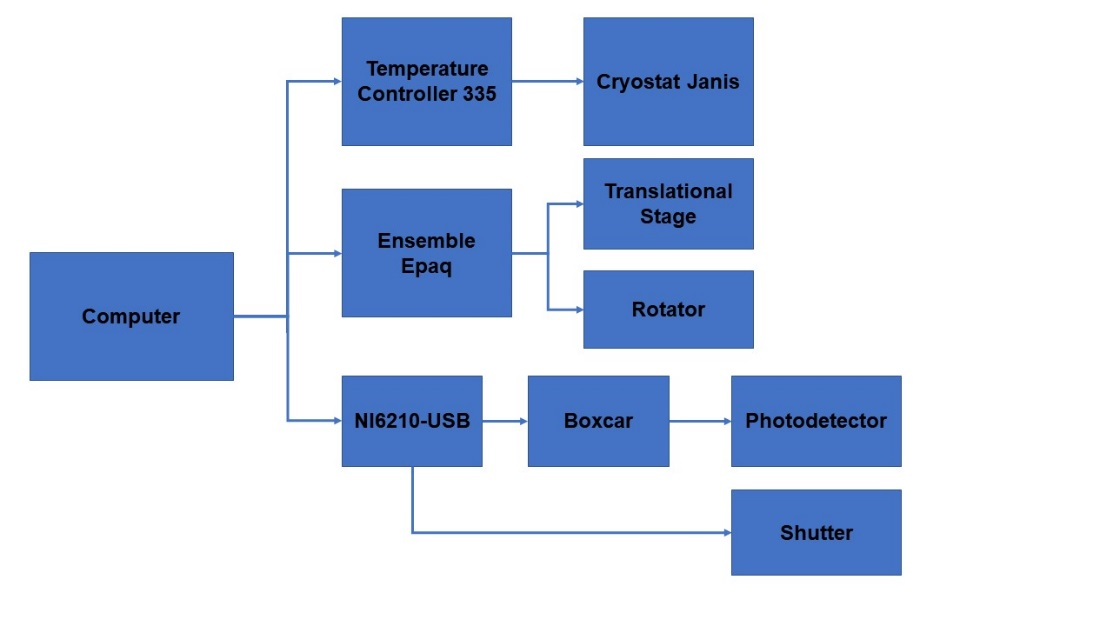 Temperature
Controller 335
Cryostat Janis
Translational
Stage
Ensemble
Epaq
Rotator
Computer
NI6210-USB
Boxcar
Photodetector
Shutter